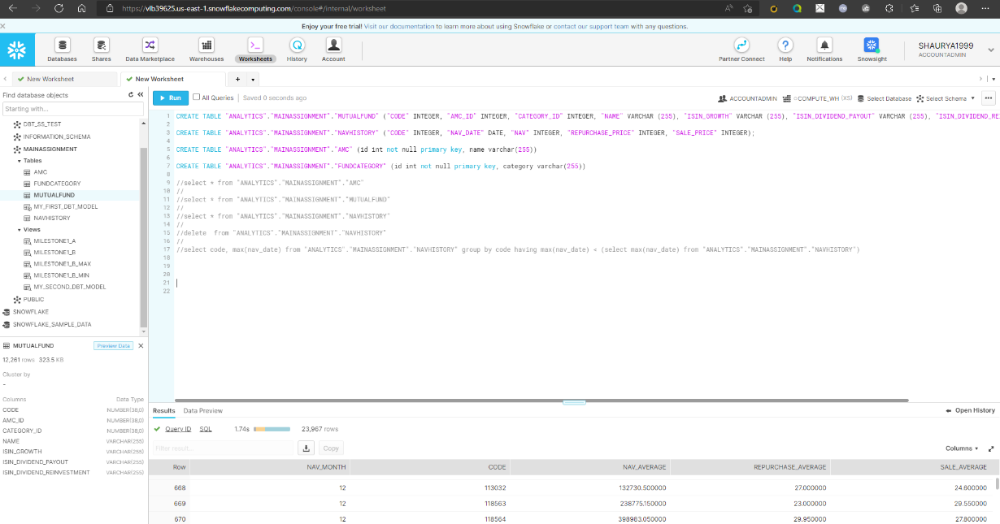 https://vlb39625.us-east-1.snowflakecomputing.com/console#/internal/worksheet
Enjoy your free trial! Visit our documentation to learn more about using Snowflake or contact our support team with any questions.
Databases
Shares
Data Marketplace
Warehouses
Worksheets
History
Account
Partner Connect
Help
Notifications
Snowsight
SHAURYA1999
ACCOUNTADMIN
New Worksheet
New Worksheet
Find database objects
Starting with...
DBT_SS_TEST
INFORMATION_SCHEMA
MAINASSIGNMENT
Tables
AMC
FUNDCATEGORY
MUTUALFUND
MY_FIRST_DBT_MODEL
NAVHISTORY
Views
MILESTONE1_A
MILESTONE1_B
MILESTONE1_B_MAX
MILESTONE1_B_MIN
MY_SECOND_DBT_MODEL
PUBLIC
SNOWFLAKE
SNOWFLAKE_SAMPLE_DATA
MUTUALFUND
Preview Data
12,261 rows 323.5 KB
Cluster by
-
Columns Data Type
CODE NUMBER(38,0)
AMC_ID NUMBER(38,0)
CATEGORY_ID NUMBER(38,0)
NAME VARCHAR(255)
ISIN_GROWTH VARCHAR(255)
ISIN_DIVIDEND_PAYOUT VARCHAR(255)
ISIN_DIVIDEND_REINVESTMENT VARCHAR(255)
Run All Queries | Saved 0 seconds ago
ACCOUNTADMIN COMPUTE_WH (XS) Select Database Select Schema
1 CREATE TABLE "ANALYTICS"."MAINASSIGNMENT"."MUTUALFUND" ("CODE" INTEGER, "AMC_ID" INTEGER, "CATEGORY_ID" INTEGER, "NAME" VARCHAR (255), "ISIN_GROWTH" VARCHAR (255), "ISIN_DIVIDEND_PAYOUT" VARCHAR (255), "ISIN_DIVIDEND_RE
2
3 CREATE TABLE "ANALYTICS"."MAINASSIGNMENT"."NAVHISTORY" ("CODE" INTEGER, "NAV_DATE" DATE, "NAV" INTEGER, "REPURCHASE_PRICE" INTEGER, "SALE_PRICE" INTEGER);
4
5 CREATE TABLE "ANALYTICS"."MAINASSIGNMENT"."AMC" (id int not null primary key, name varchar(255))
6
7 CREATE TABLE "ANALYTICS"."MAINASSIGNMENT"."FUNDCATEGORY" (id int not null primary key, category varchar(255))
8
9 //select * from "ANALYTICS"."MAINASSIGNMENT"."AMC"
10 //
11 //select * from "ANALYTICS"."MAINASSIGNMENT"."MUTUALFUND"
12 //
13 //select * from "ANALYTICS"."MAINASSIGNMENT"."NAVHISTORY"
14 //
15 //delete from "ANALYTICS"."MAINASSIGNMENT"."NAVHISTORY"
16 //
17 //select code, max(nav_date) from "ANALYTICS"."MAINASSIGNMENT"."NAVHISTORY" group by code having max(nav_date) < (select max(nav_date) from "ANALYTICS"."MAINASSIGNMENT"."NAVHISTORY")
18
19
20
21
22
Results Data Preview
Open History
Query ID SQL 1.74s 23,967 rows
Filter result...
Copy
Columns
Row NAV_MONTH CODE NAV_AVERAGE REPURCHASE_AVERAGE SALE_AVERAGE
668 12 113032 132730.500000 27.000000 24.600000
669 12 118563 238775.150000 23.000000 29.550000
670 12 118564 398983.050000 29.950000 27.800000